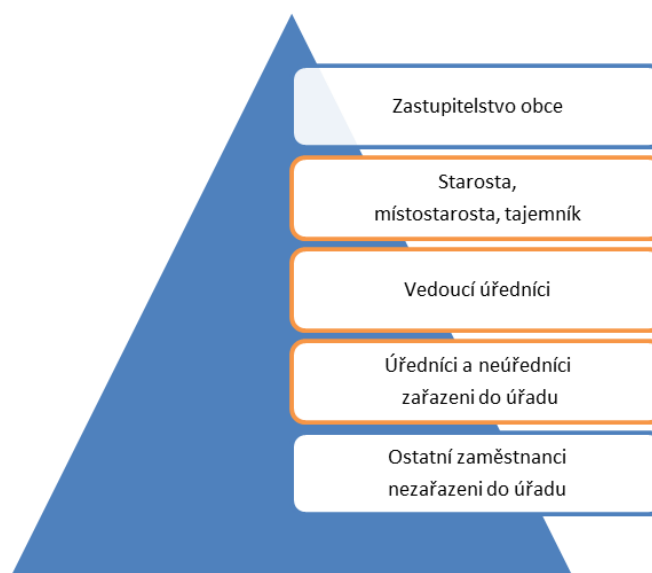 Zastupitelstvo obce
Starosta,
místostarosta, tajemník
Vedoucí úředníci
Úředníci a neúředníci
zařazeni do úřadu
Ostatní zaměstnanci
nezařazeni do úřadu